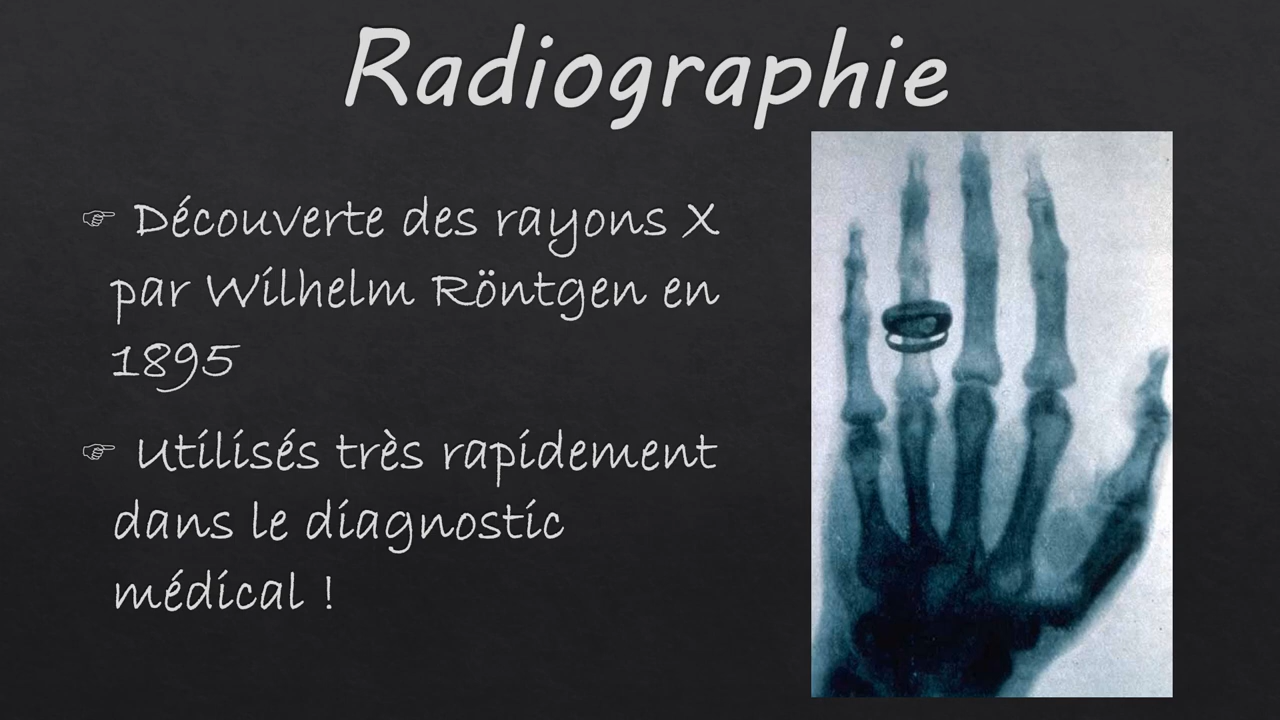 Radiographie
☞ Découverte des rayons X
par Wilhelm Röntgen en
1895
☞ Utilisés très rapidement
dans le diagnostic
médical !